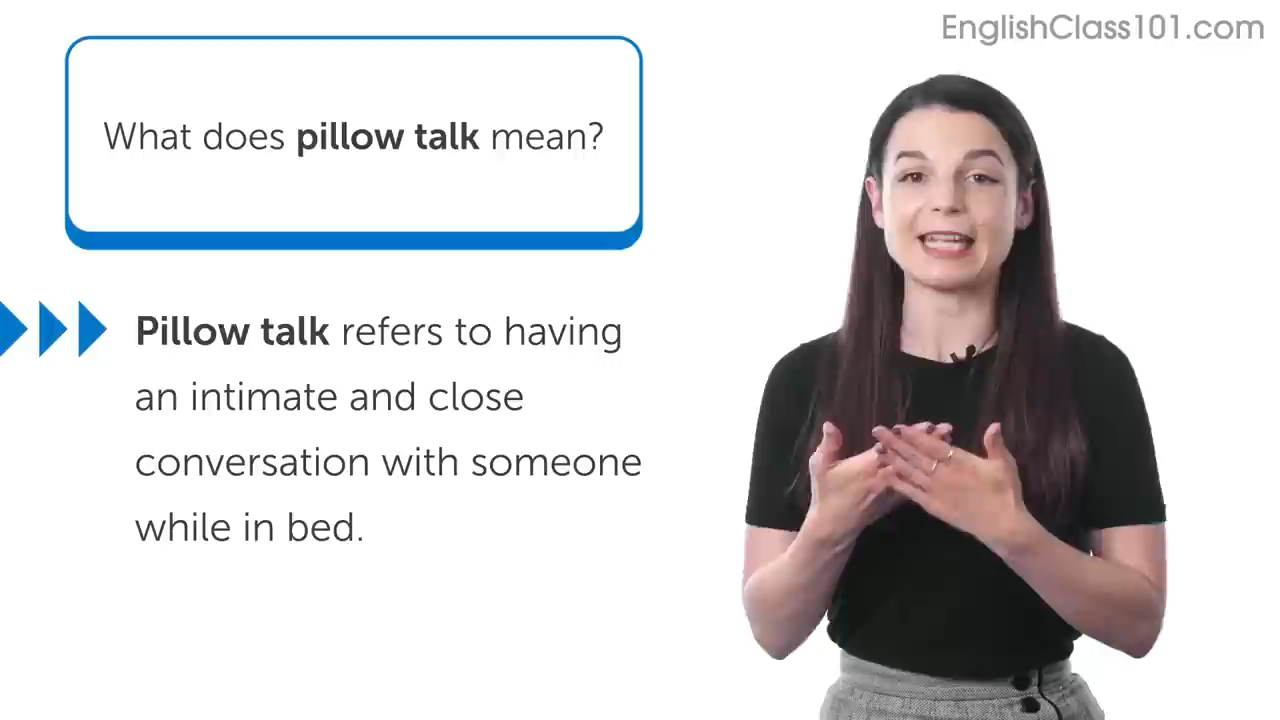 EnglishClass101.com
What does pillow talk mean?
Pillow talk refers to having
an intimate and close
conversation with someone
while in bed.